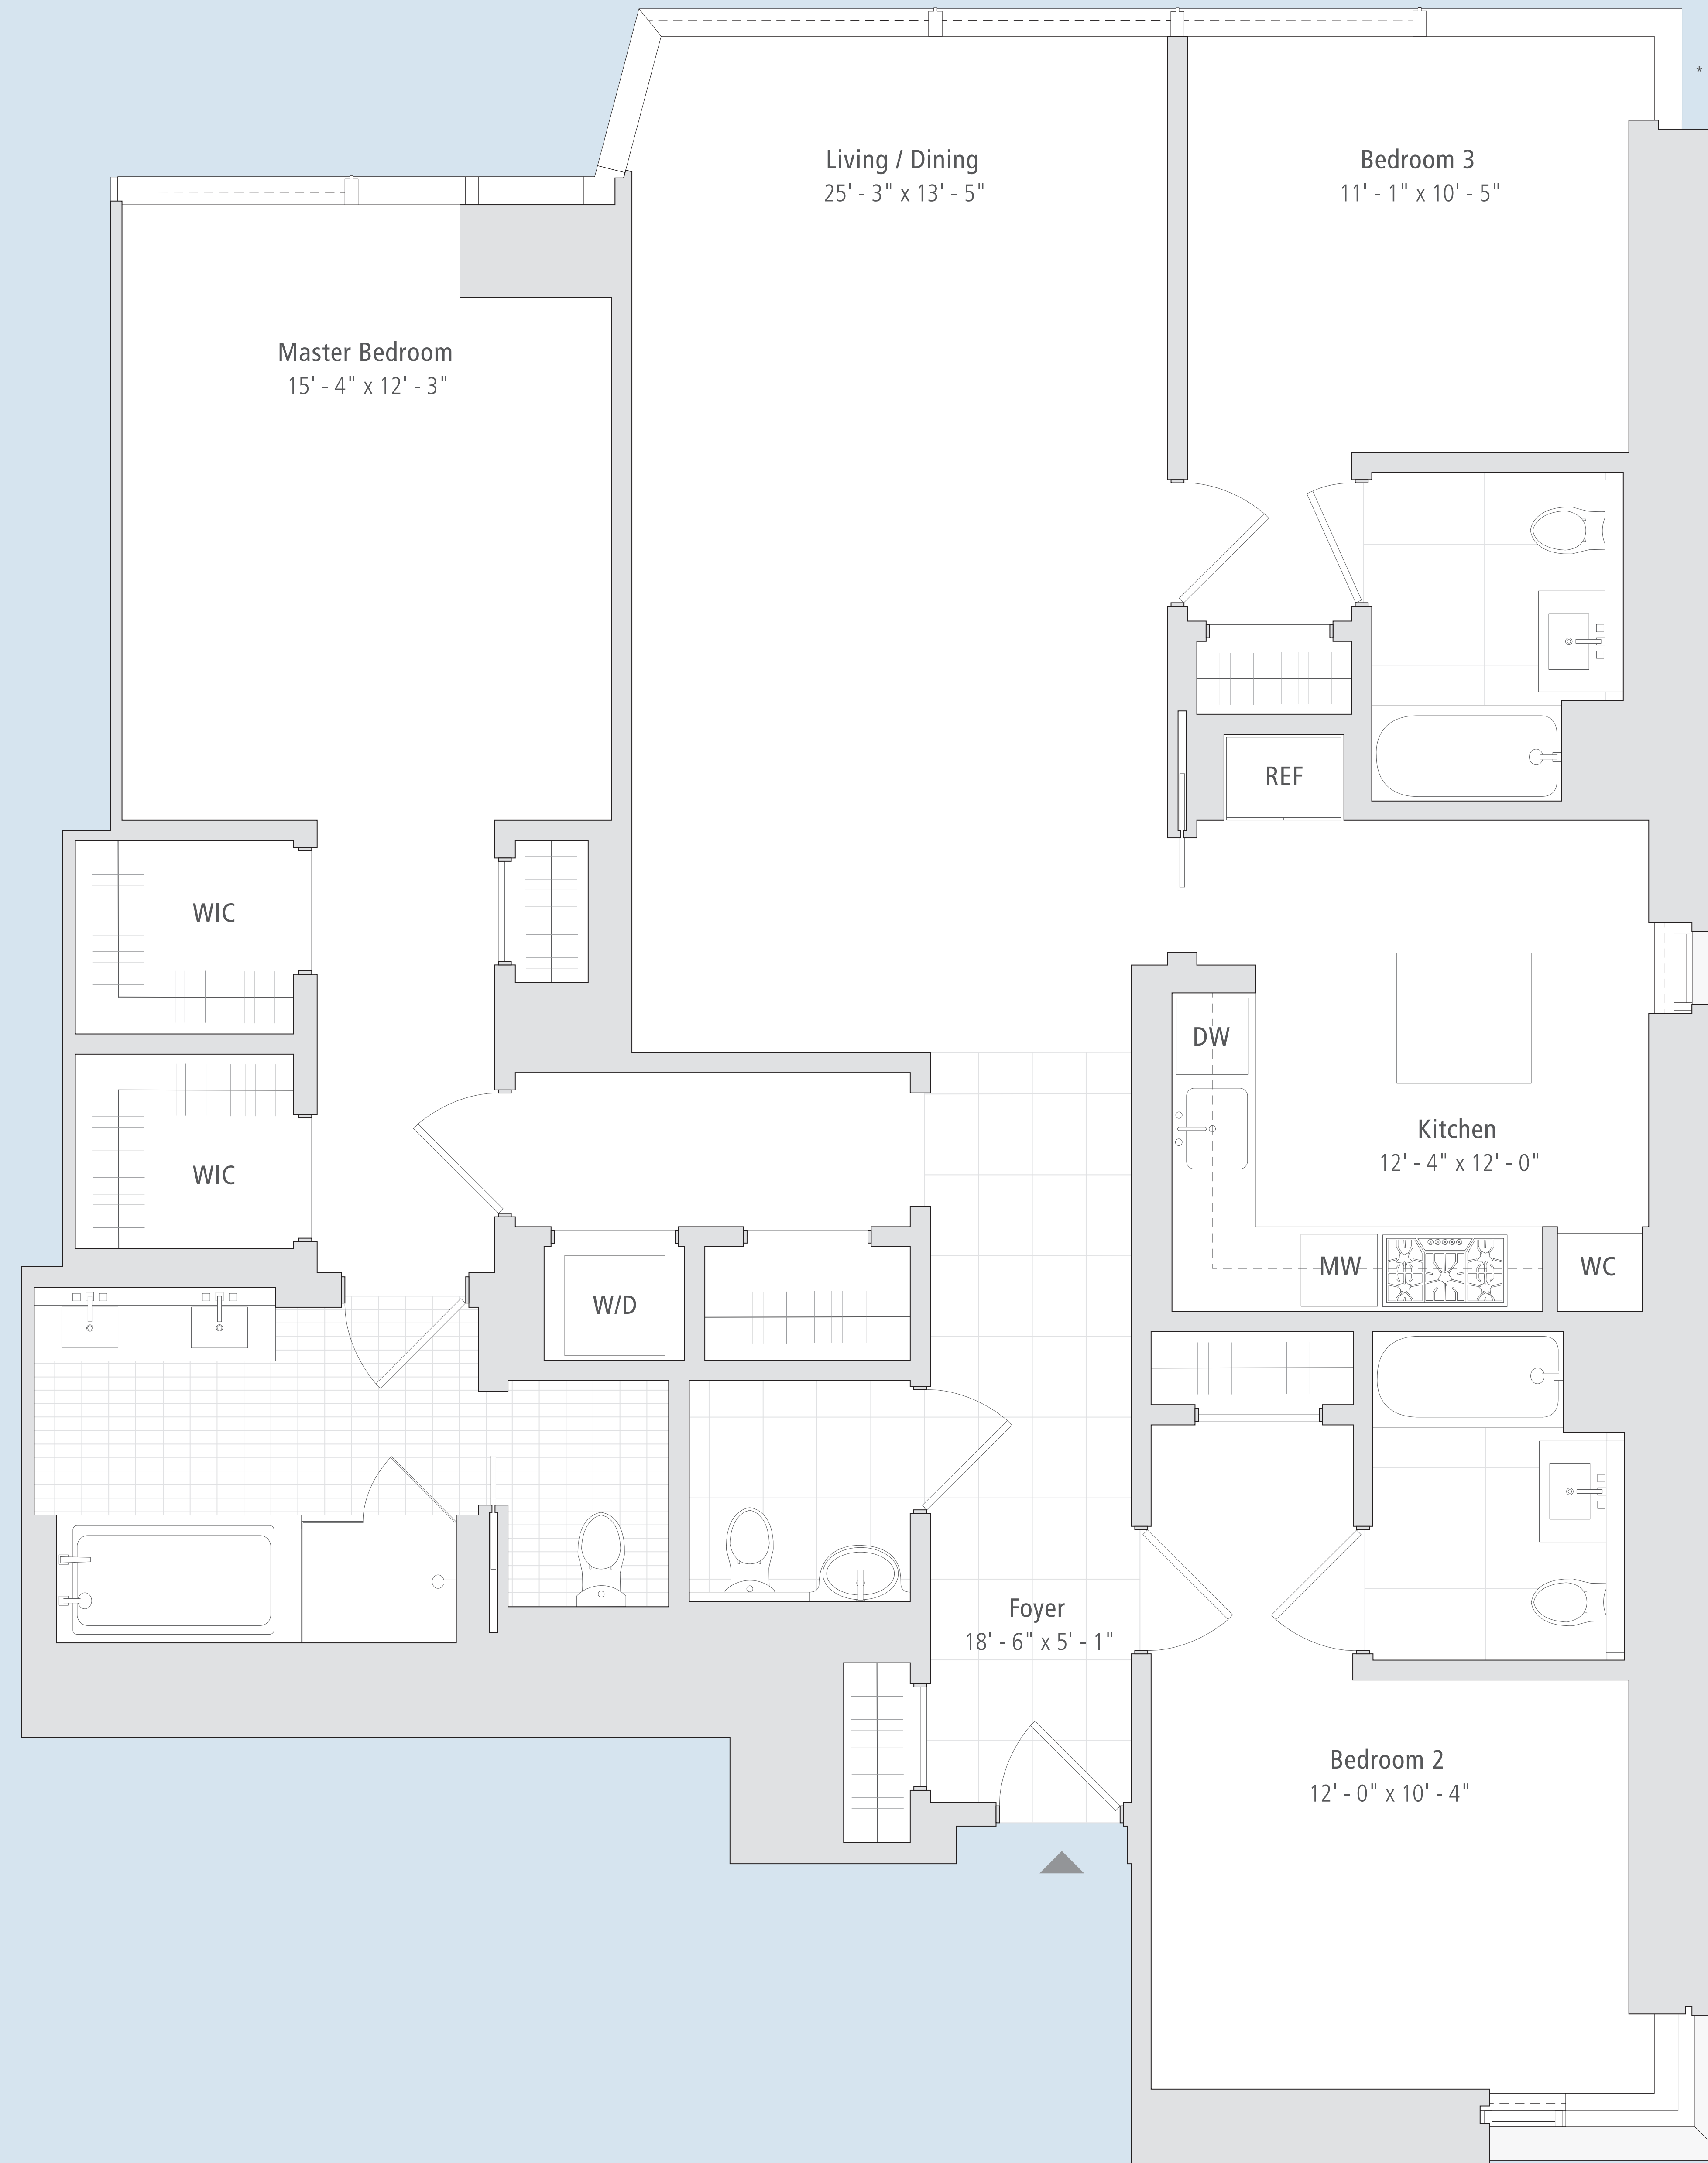 *
Living / Dining
25' - 3" x 13' - 5"
Bedroom 3
11' - 1" x 10' - 5"
Master Bedroom
15' - 4" x 12' - 3"
REF
WIC
DW
Kitchen
12' - 4" x 12' - 0"
WIC
W/D
MW
WC
Foyer
18' - 6" x 5' - 1"
Bedroom 2
12' - 0" x 10' - 4"